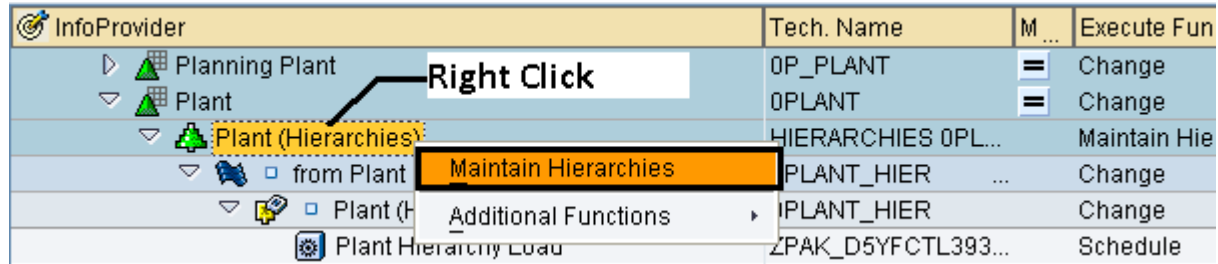 InfoProvider Tech. Name M ... Execute Fun
Planning Plant 0P_PLANT = Change
Right Click
Plant 0PLANT = Change
Plant (Hierarchies) HIERARCHIES 0PL... Maintain Hie
from Plant Maintain Hierarchies PLANT_HIER ... Change
Plant (H Additional Functions PLANT_HIER Change
Plant Hierarchy Load ZPAK_D5YFCTL393... Schedule